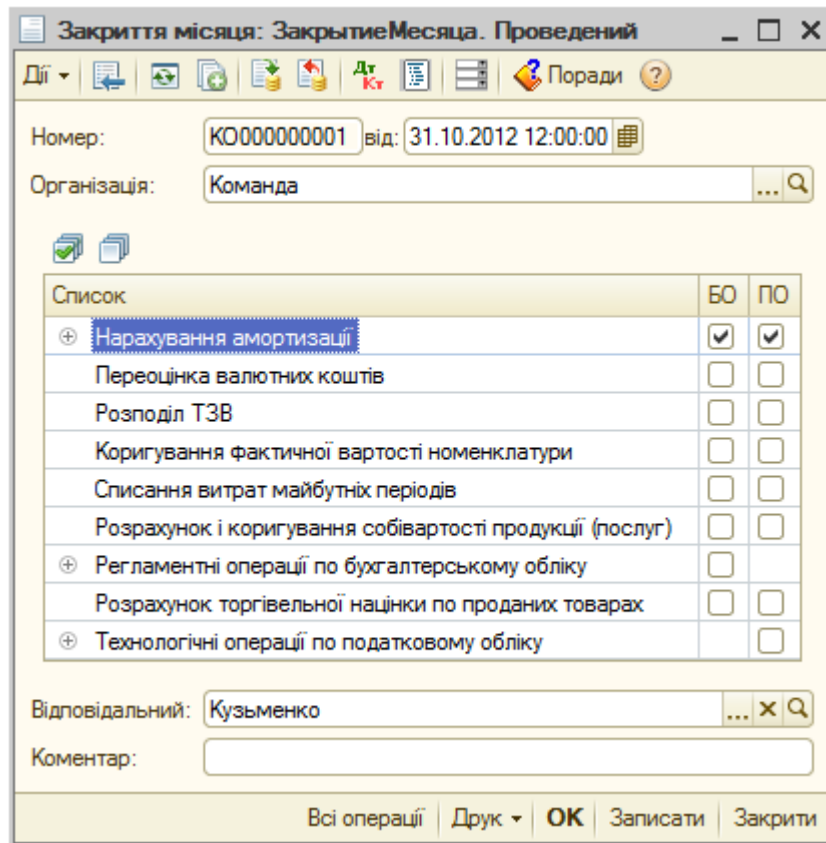 Закриття місяця: ЗакрытиеМесяца. Проведений
Дії Дт Кт Поради ?
Номер: КО000000001 від: 31.10.2012 12:00:00
Організація: Команда ...
Список БО ПО
Нарахування амортизації
Переоцінка валютних коштів
Розподіл ТЗВ
Коригування фактичної вартості номенклатури
Списання витрат майбутніх періодів
Розрахунок і коригування собівартості продукції (послуг)
Регламентні операції по бухгалтерському обліку
Розрахунок торгівельної націнки по проданих товарах
Технологічні операції по податковому обліку
Відповідальний: Кузьменко ... x
Коментар:
Всі операції Друк ОК Записати Закрити